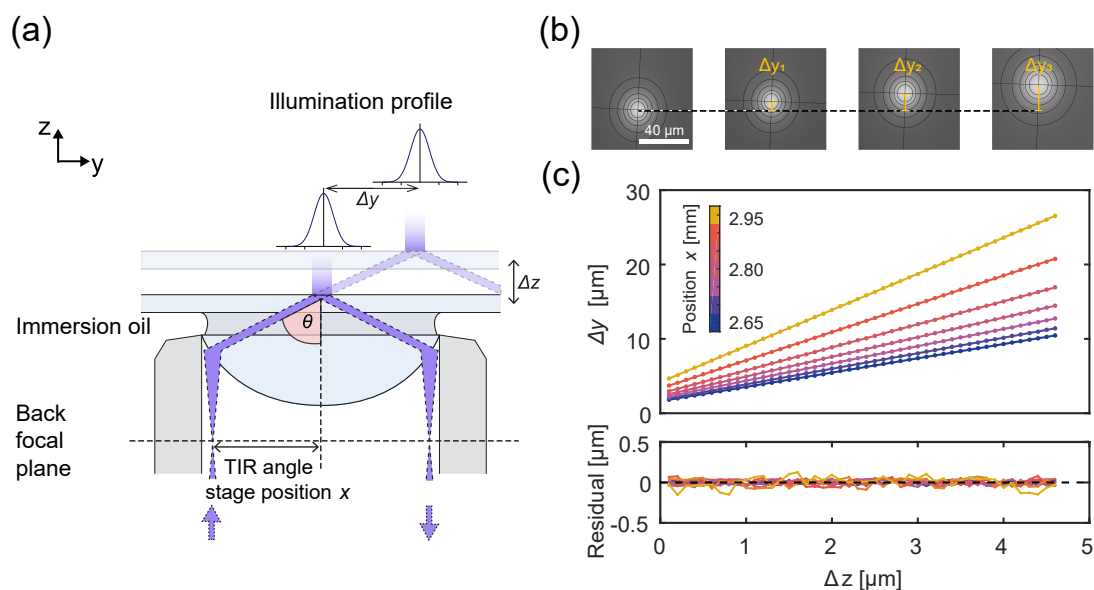 (a)
Illumination profile
z
y
Δy
Δz
Immersion oil
θ
Back
focal
plane
TIR angle
stage position x
(b)
Δy₁
Δy₂
Δy₃
40 µm
(c)
30
20
10
0
Δy [µm]
Position x [mm]
2.95
2.80
2.65
0.5
0
-0.5
Residual [µm]
0
1
2
3
4
5
Δz [µm]